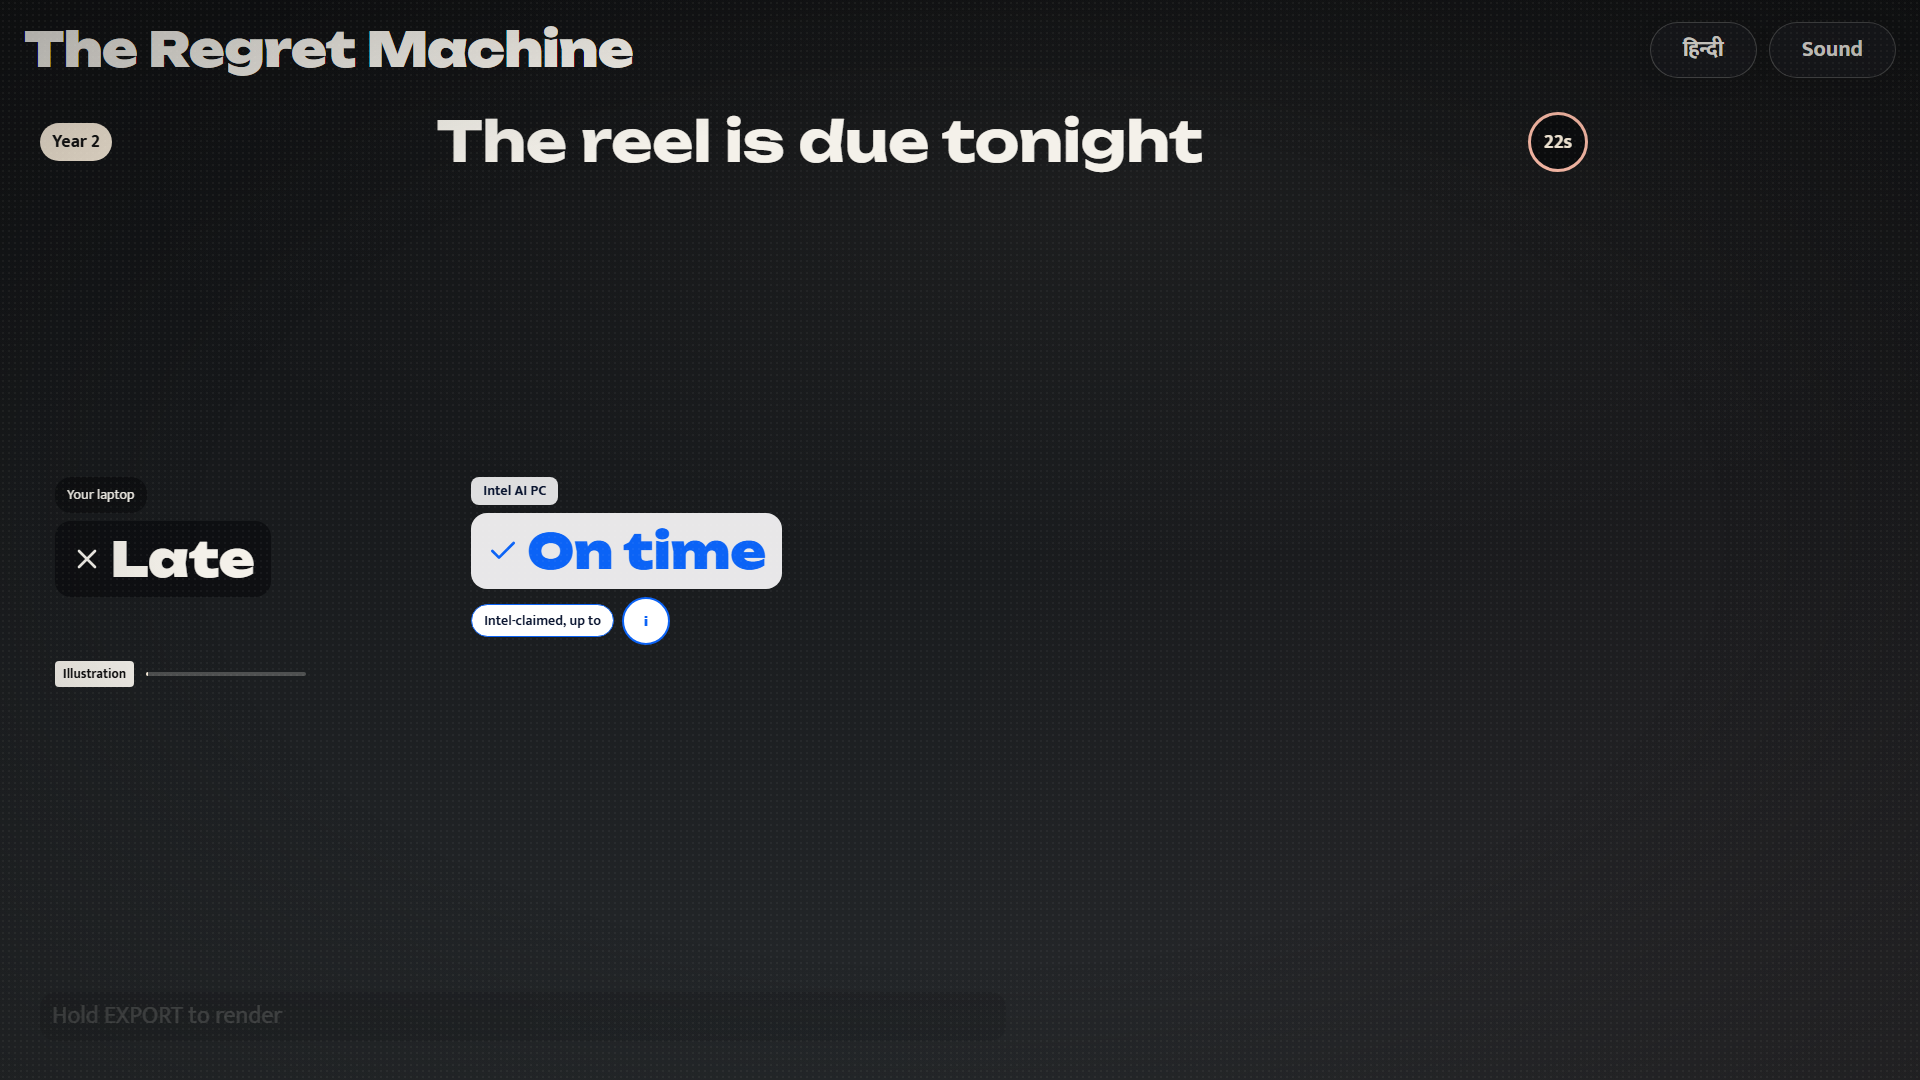 The Regret Machine
हिन्दी
Sound
Year 2
The reel is due tonight
22s
Your laptop
Late
Intel AI PC
On time
Intel-claimed, up to
i
Illustration
Hold EXPORT to render